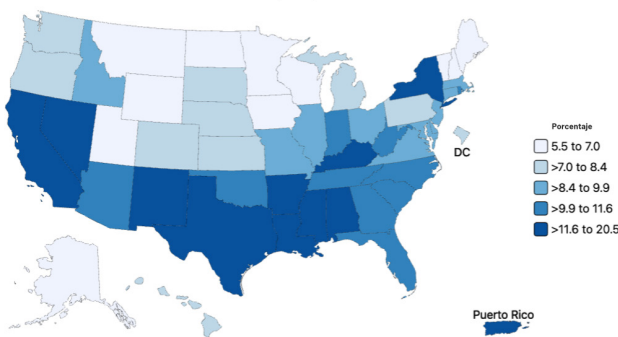 Porcentaje
5.5 to 7.0
>7.0 to 8.4
>8.4 to 9.9
>9.9 to 11.6
>11.6 to 20.5
DC
Puerto Rico